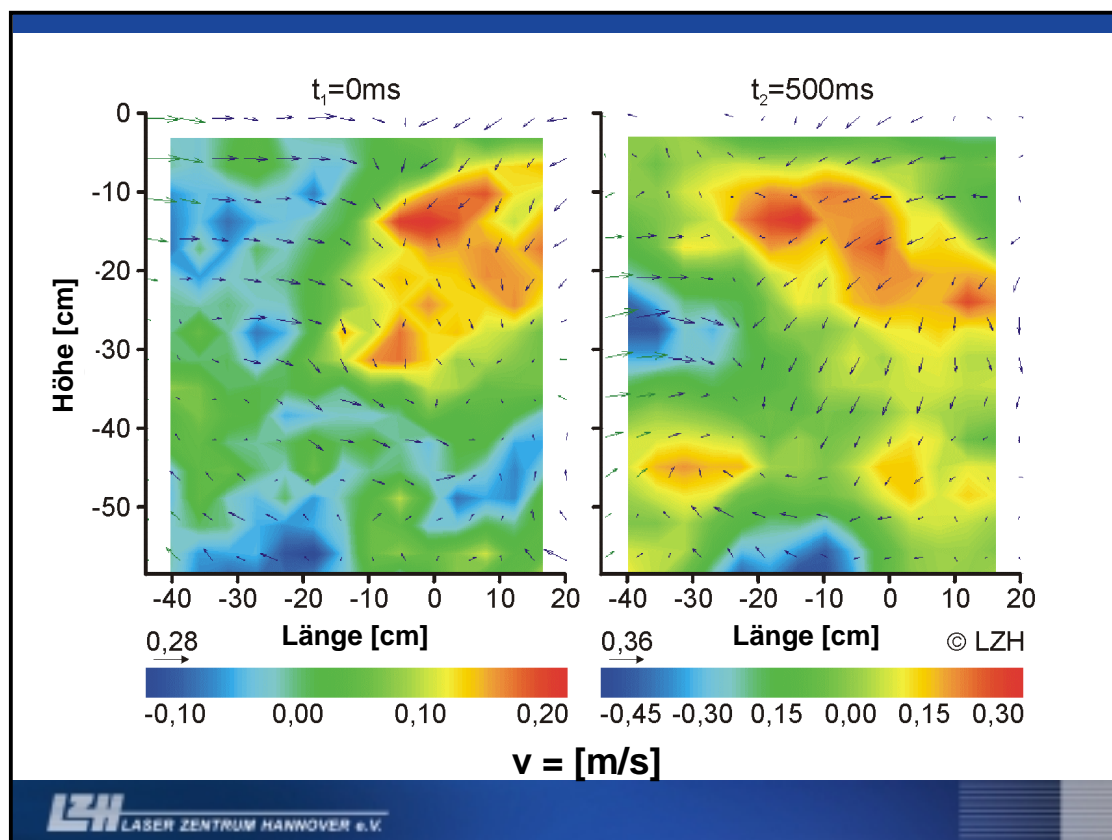 t₁=0ms
t₂=500ms
0
-10
-20
-30
-40
-50
Höhe [cm]
-40 -30 -20 -10 0 10 20
-40 -30 -20 -10 0 10 20
0,28 Länge [cm]
0,36 Länge [cm] © LZH
-0,10 0,00 0,10 0,20
-0,45 -0,30 0,15 0,00 0,15 0,30
v = [m/s]
LZH LASER ZENTRUM HANNOVER e.V.